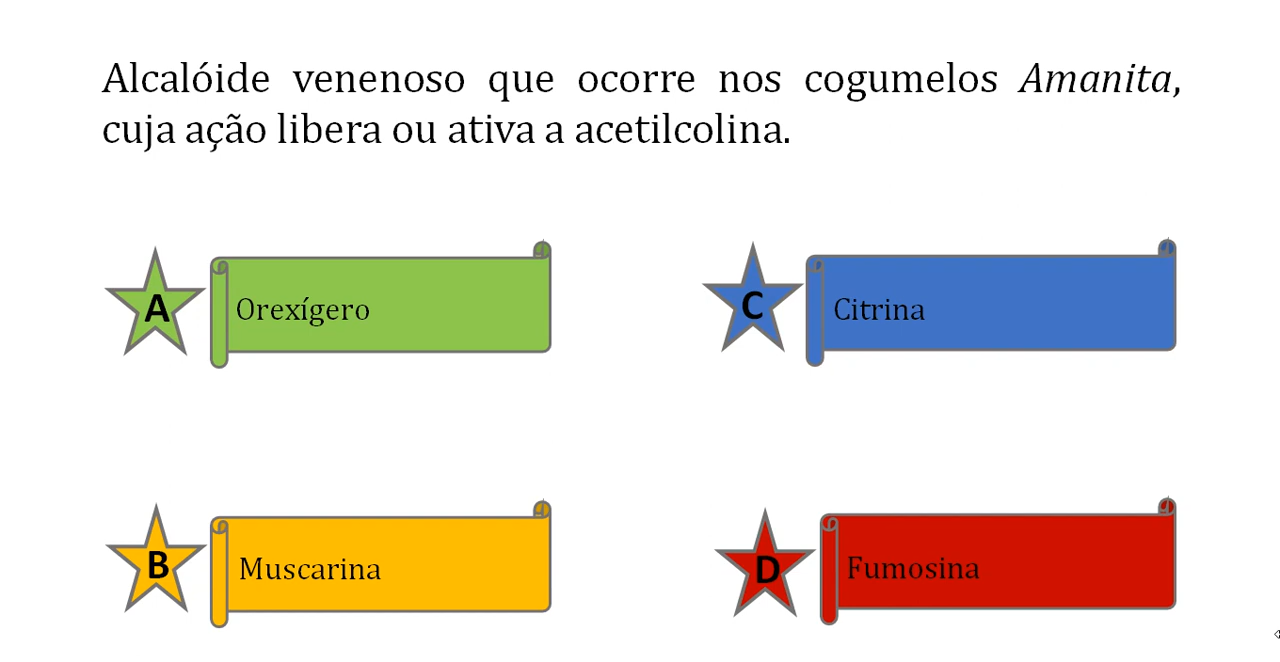 Alcalóide venenoso que ocorre nos cogumelos Amanita,
cuja ação libera ou ativa a acetilcolina.
A
Orexígero
C
Citrina
B
Muscarina
D
Fumosina